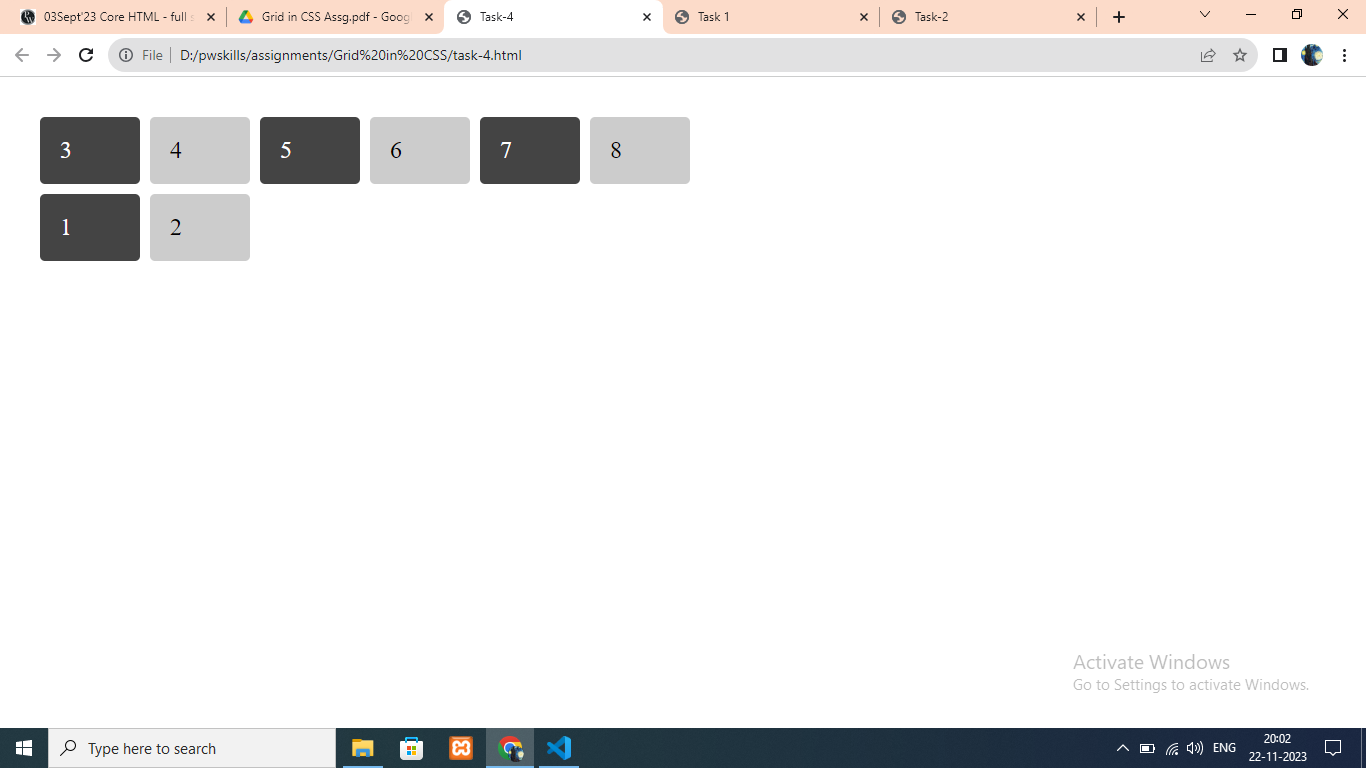 03Sept'23 Core HTML - full s
Grid in CSS Assg.pdf - Goog
Task-4
Task 1
Task-2
File D:/pwskills/assignments/Grid%20in%20CSS/task-4.html
3 4 5 6 7 8
1 2
Activate Windows
Go to Settings to activate Windows.
Type here to search
ENG
20:02
22-11-2023